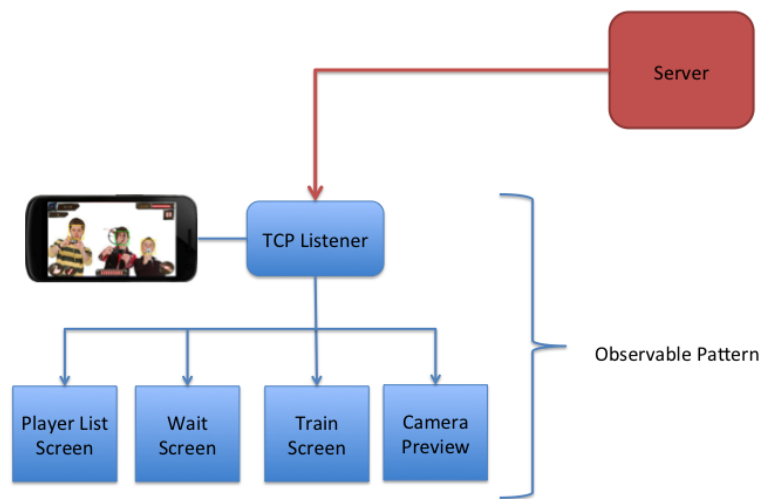 Server
TCP Listener
Observable Pattern
Player List
Screen
Wait
Screen
Train
Screen
Camera
Preview